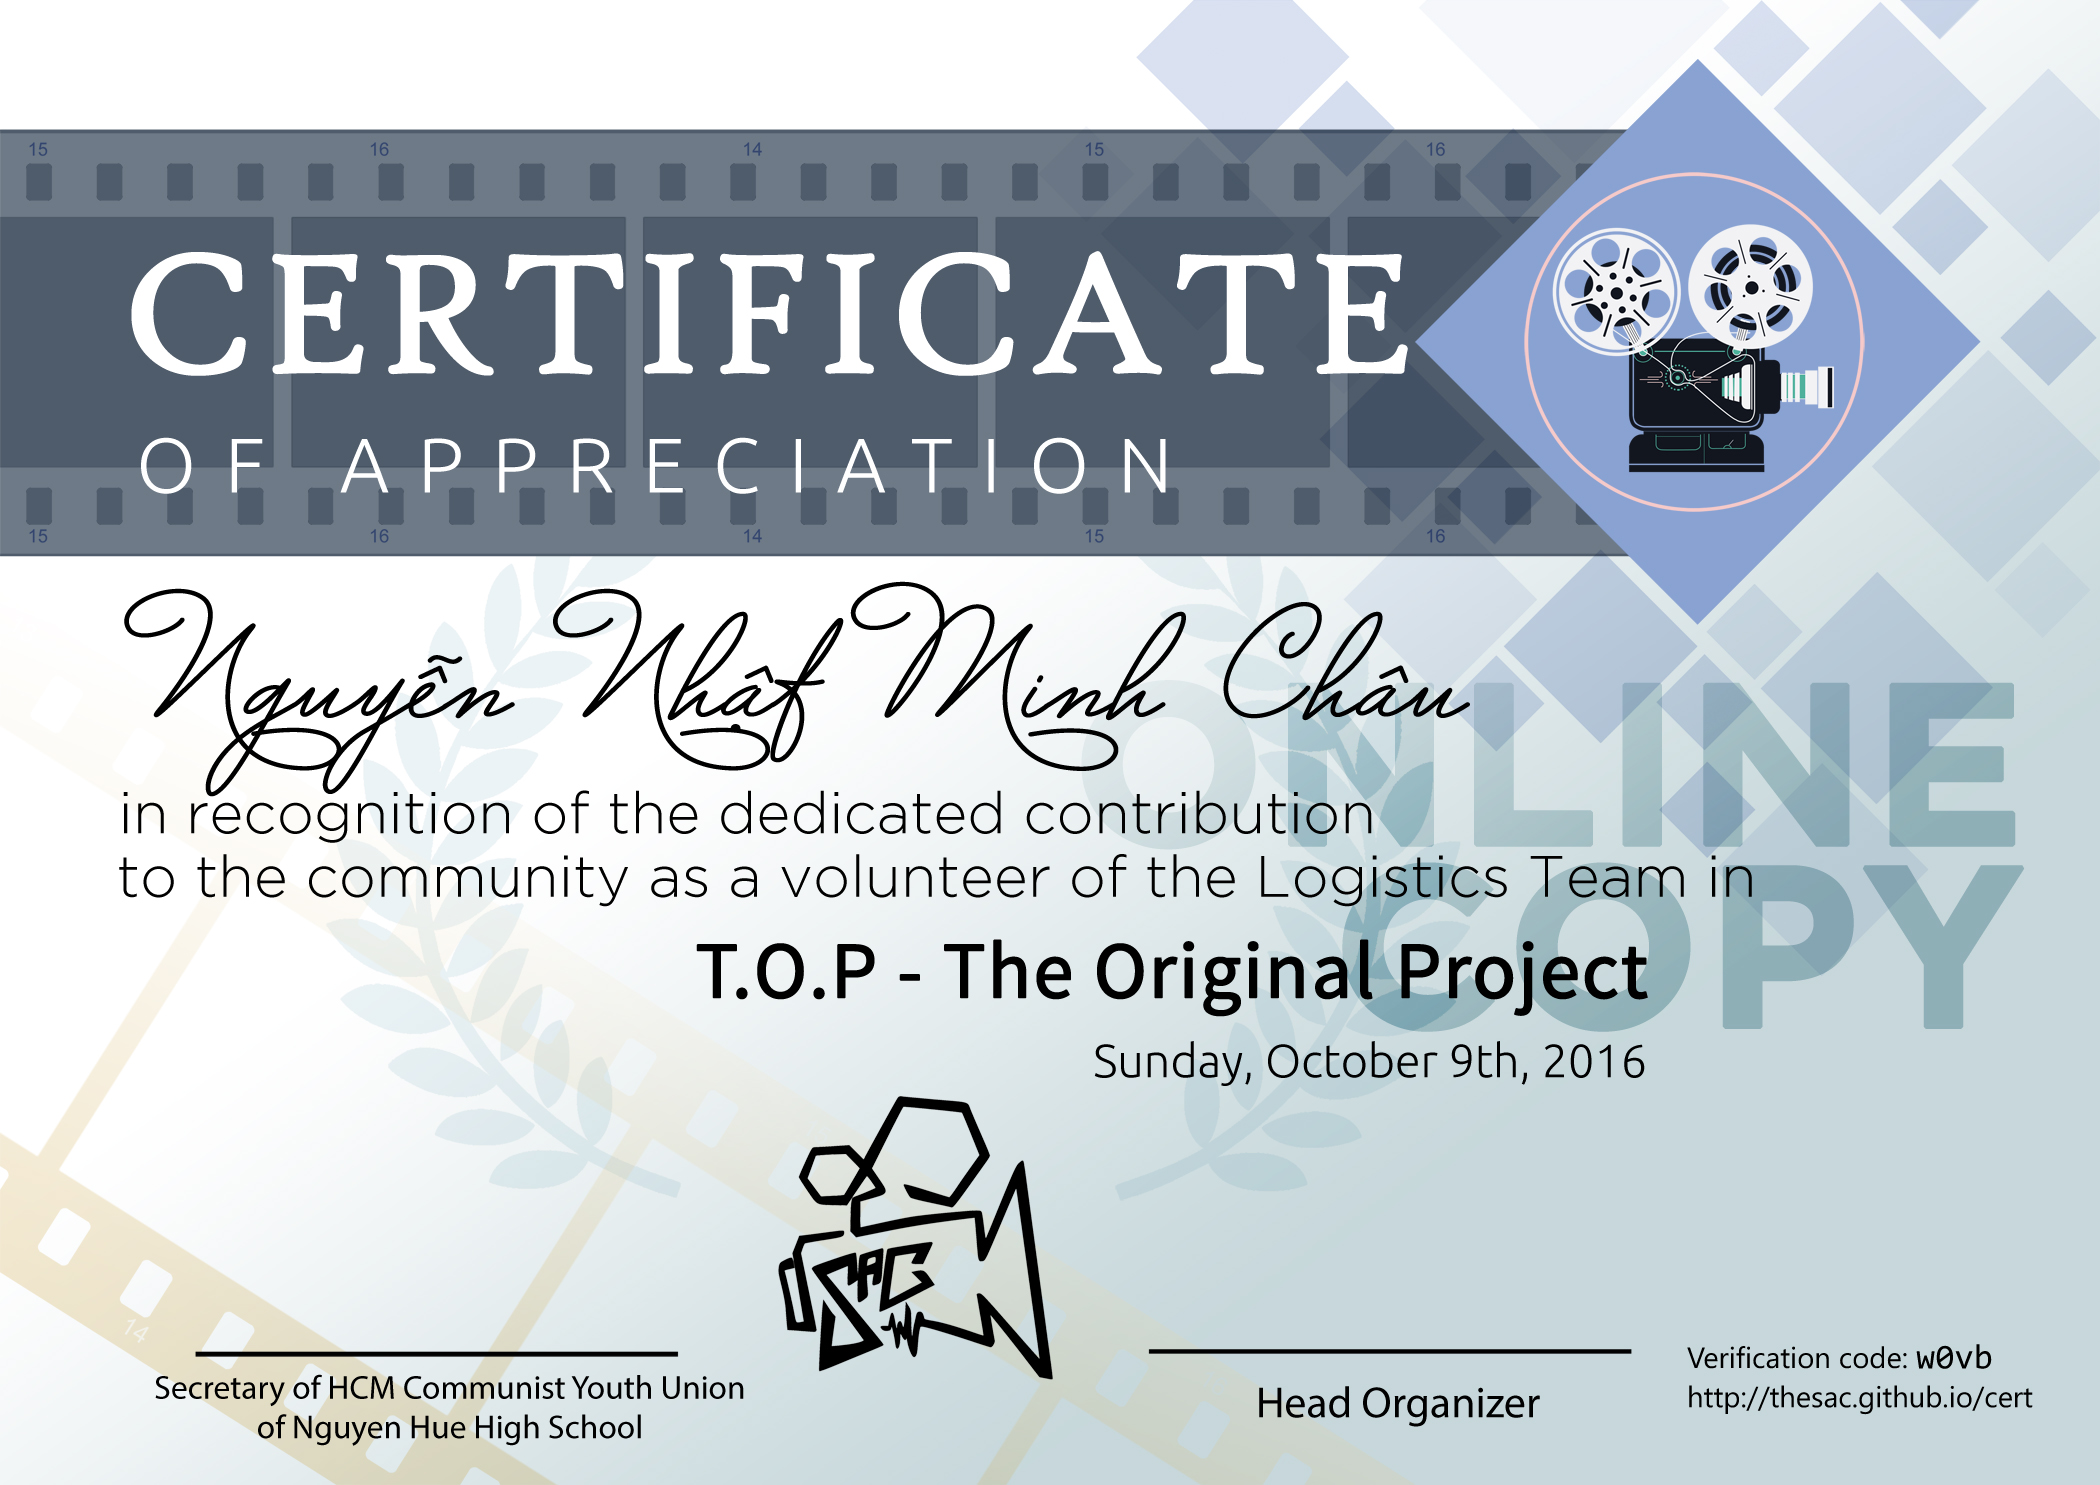 15 16 14 15 16
CERTIFICATE
OF APPRECIATION
15 16 14 15 16
Nguyễn Nhật Minh Châu
in recognition of the dedicated contribution
to the community as a volunteer of the Logistics Team in
ONLINE
COPY
T.O.P - The Original Project
Sunday, October 9th, 2016
SAC
14
Secretary of HCM Communist Youth Union
of Nguyen Hue High School
Head Organizer
Verification code: w0vb
http://thesac.github.io/cert